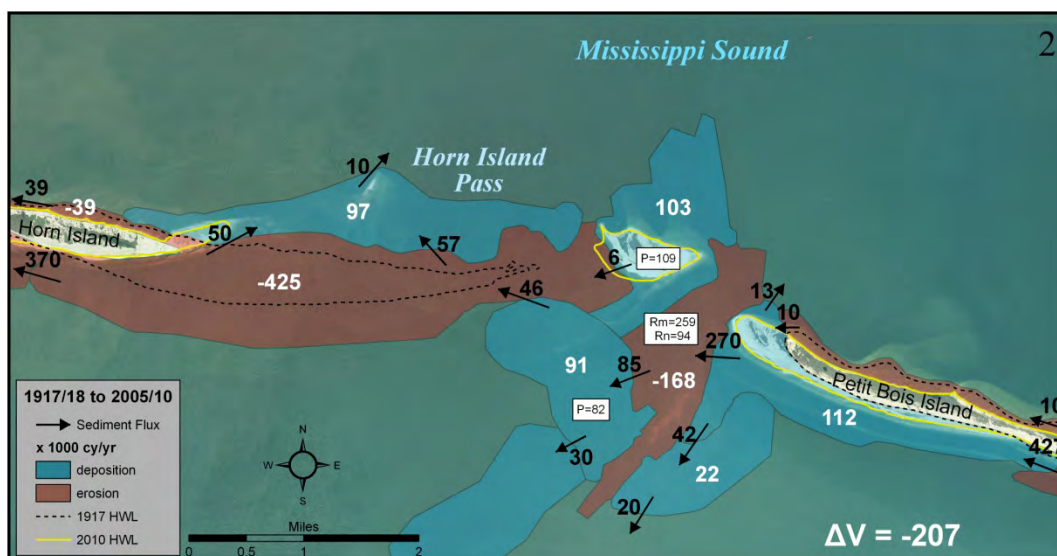 2
Mississippi Sound
Horn Island
Pass
10
39
-39
97
103
Horn Island
50
57
6
P=109
370
-425
46
13
10
Rm=259
Rn=94
270
91
85
-168
Petit Bois Island
P=82
112
10
427
42
30
22
20
1917/18 to 2005/10
Sediment Flux
x 1000 cy/yr
deposition
erosion
1917 HWL
2010 HWL
N
W
E
S
Miles
0
0.5
1
2
ΔV = -207